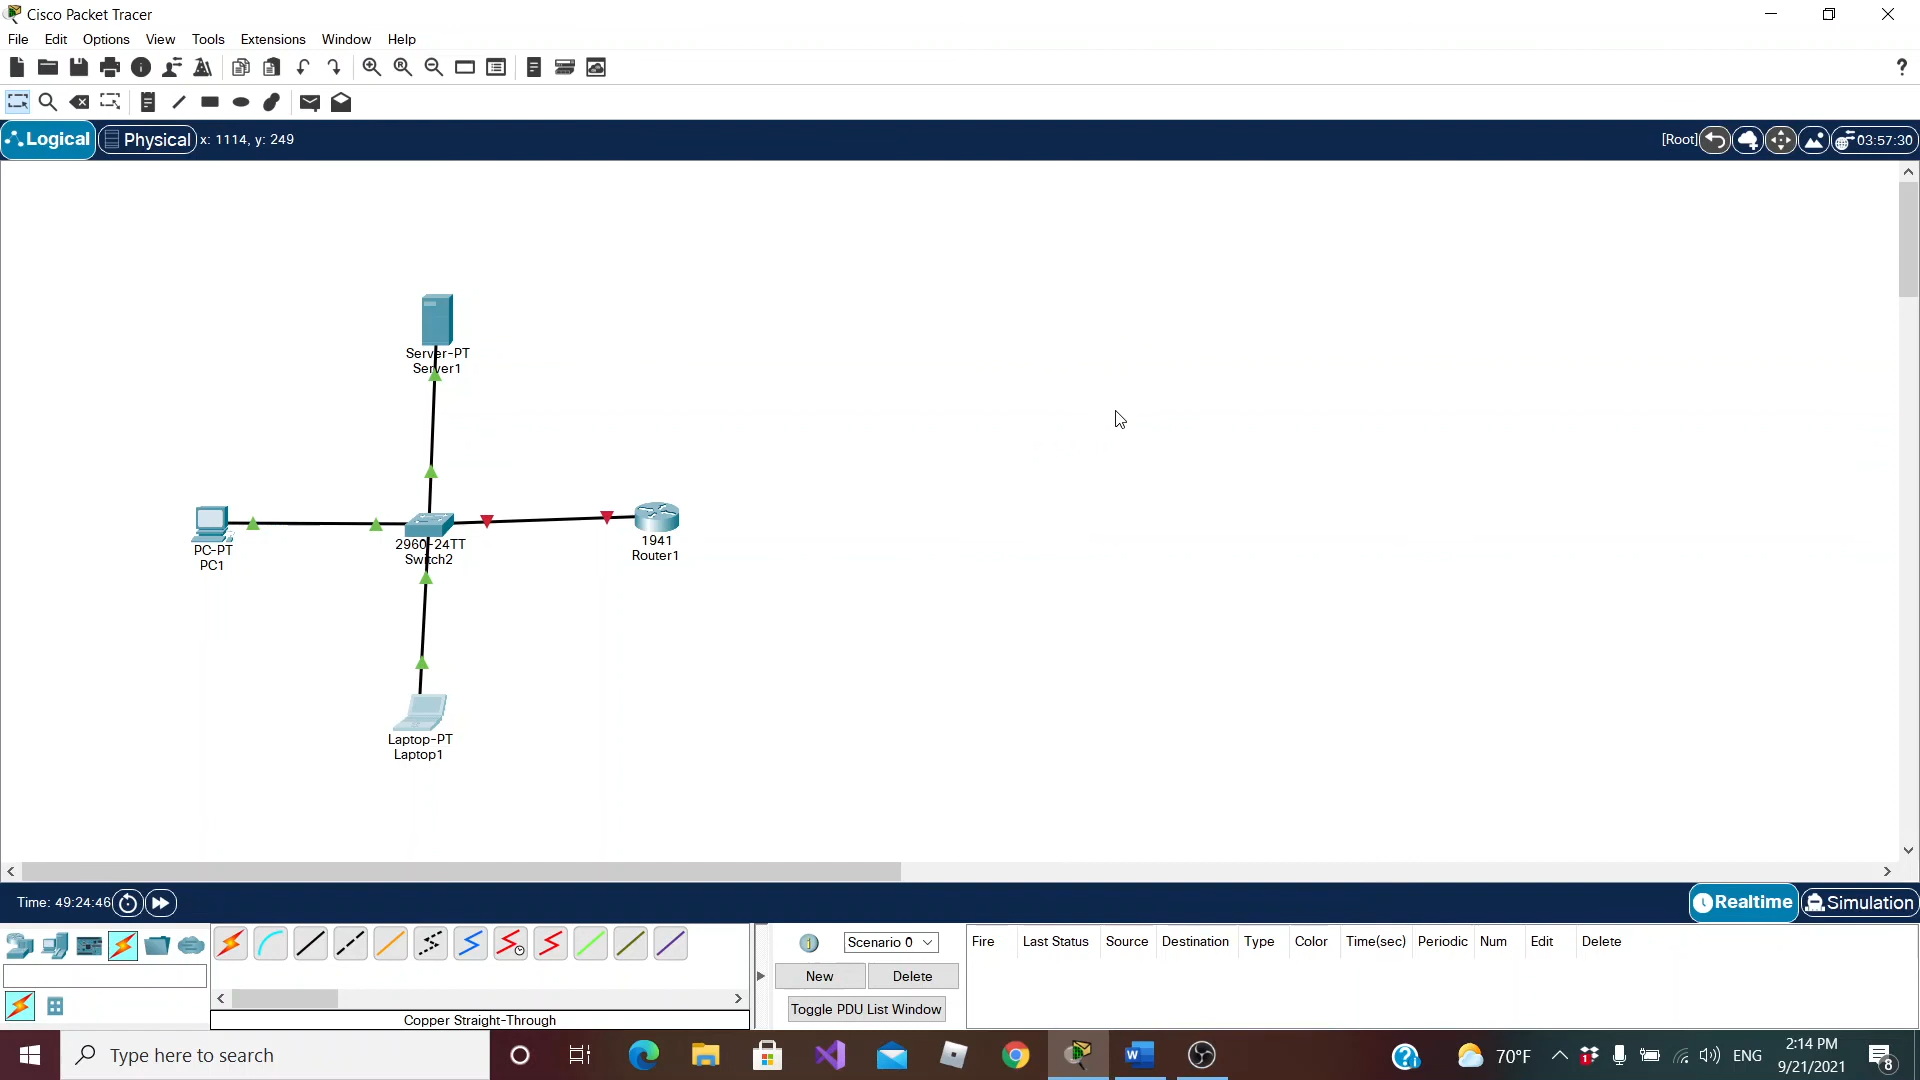 Cisco Packet Tracer
File Edit Options View Tools Extensions Window Help
?
Logical Physical x: 1114, y: 249 [Root] 03:57:30
Server-PT
Server1
PC-PT
PC1
2960-24TT
Switch2
1941
Router1
Laptop-PT
Laptop1
Time: 49:24:46 Realtime Simulation
Scenario 0 Fire Last Status Source Destination Type Color Time(sec) Periodic Num Edit Delete
New Delete
Toggle PDU List Window
Copper Straight-Through
Type here to search 70°F ENG 2:14 PM
9/21/2021
8